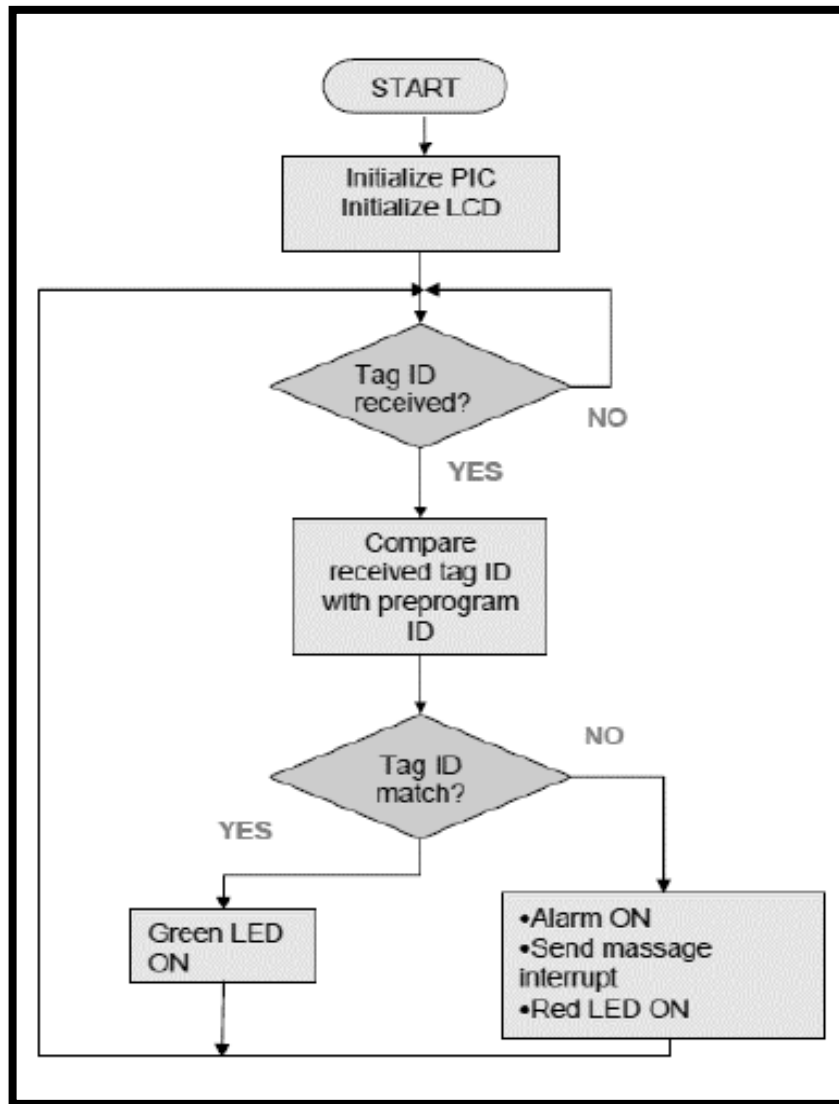 START
Initialize PIC
Initialize LCD
Tag ID
received?
NO
YES
Compare
received tag ID
with preprogram
ID
Tag ID
match?
NO
YES
Green LED
ON
•Alarm ON
•Send massage
interrupt
•Red LED ON